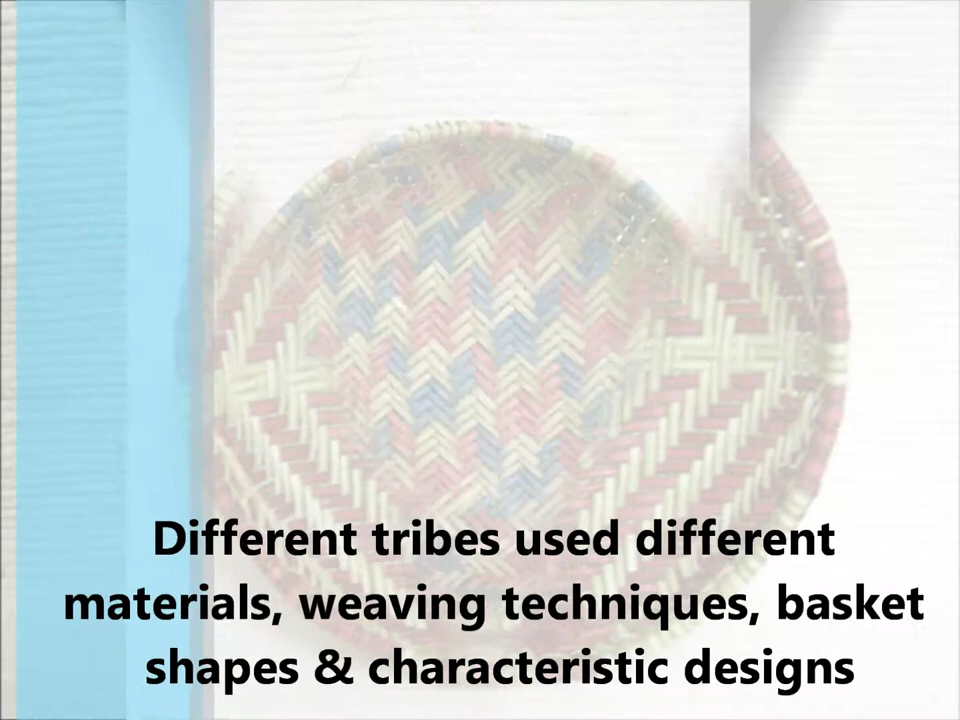 Different tribes used different
materials, weaving techniques, basket
shapes & characteristic designs